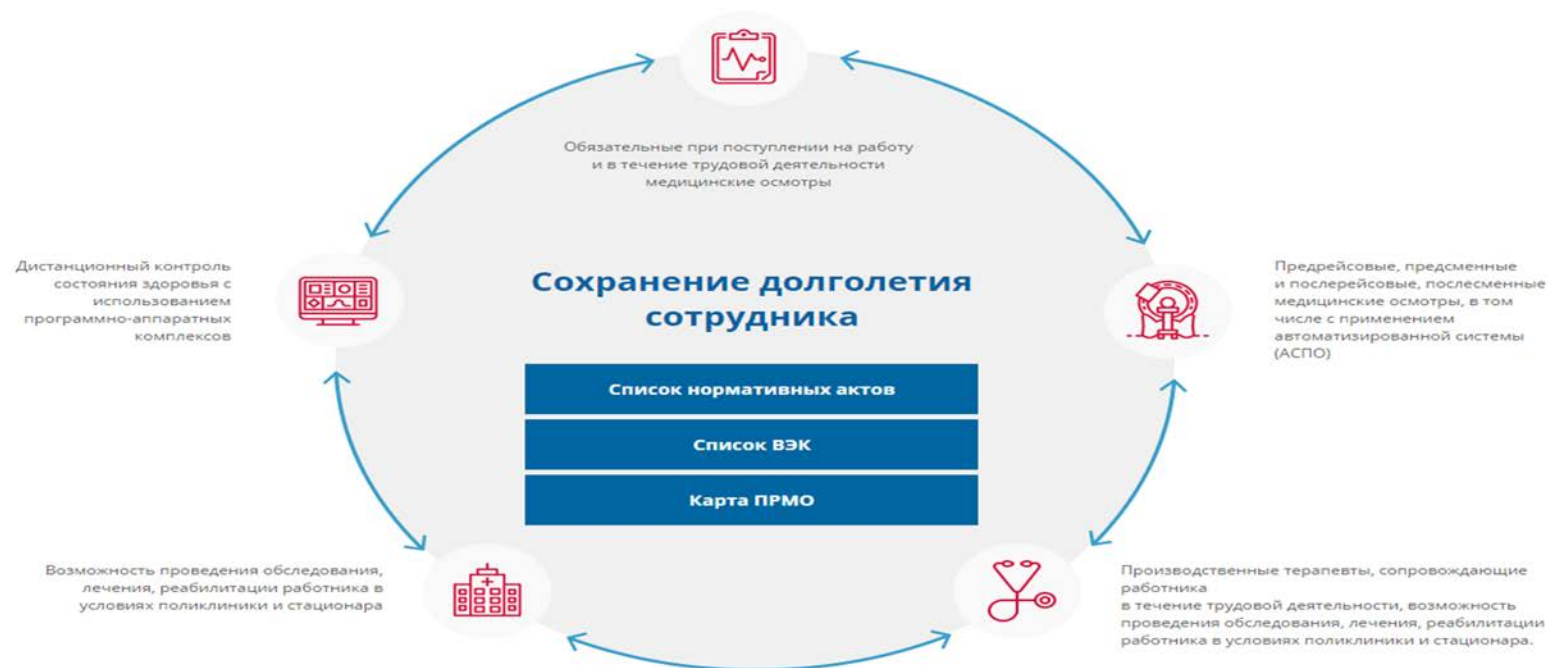 Обязательные при поступлении на работу
и в течение трудовой деятельности
медицинские осмотры
Дистанционный контроль
состояния здоровья с
использованием
программно-аппаратных
комплексов
Сохранение долголетия
сотрудника
Предрейсовые, предсменные
и послерейсовые, послесменные
медицинские осмотры, в том
числе с применением
автоматизированной системы
(АСПО)
Список нормативных актов
Список ВЭК
Карта ПРМО
Возможность проведения обследования,
лечения, реабилитации работника в
условиях поликлиники и стационара
Производственные терапевты, сопровождающие
работника
в течение трудовой деятельности, возможность
проведения обследования, лечения, реабилитации
работника в условиях поликлиники и стационара.